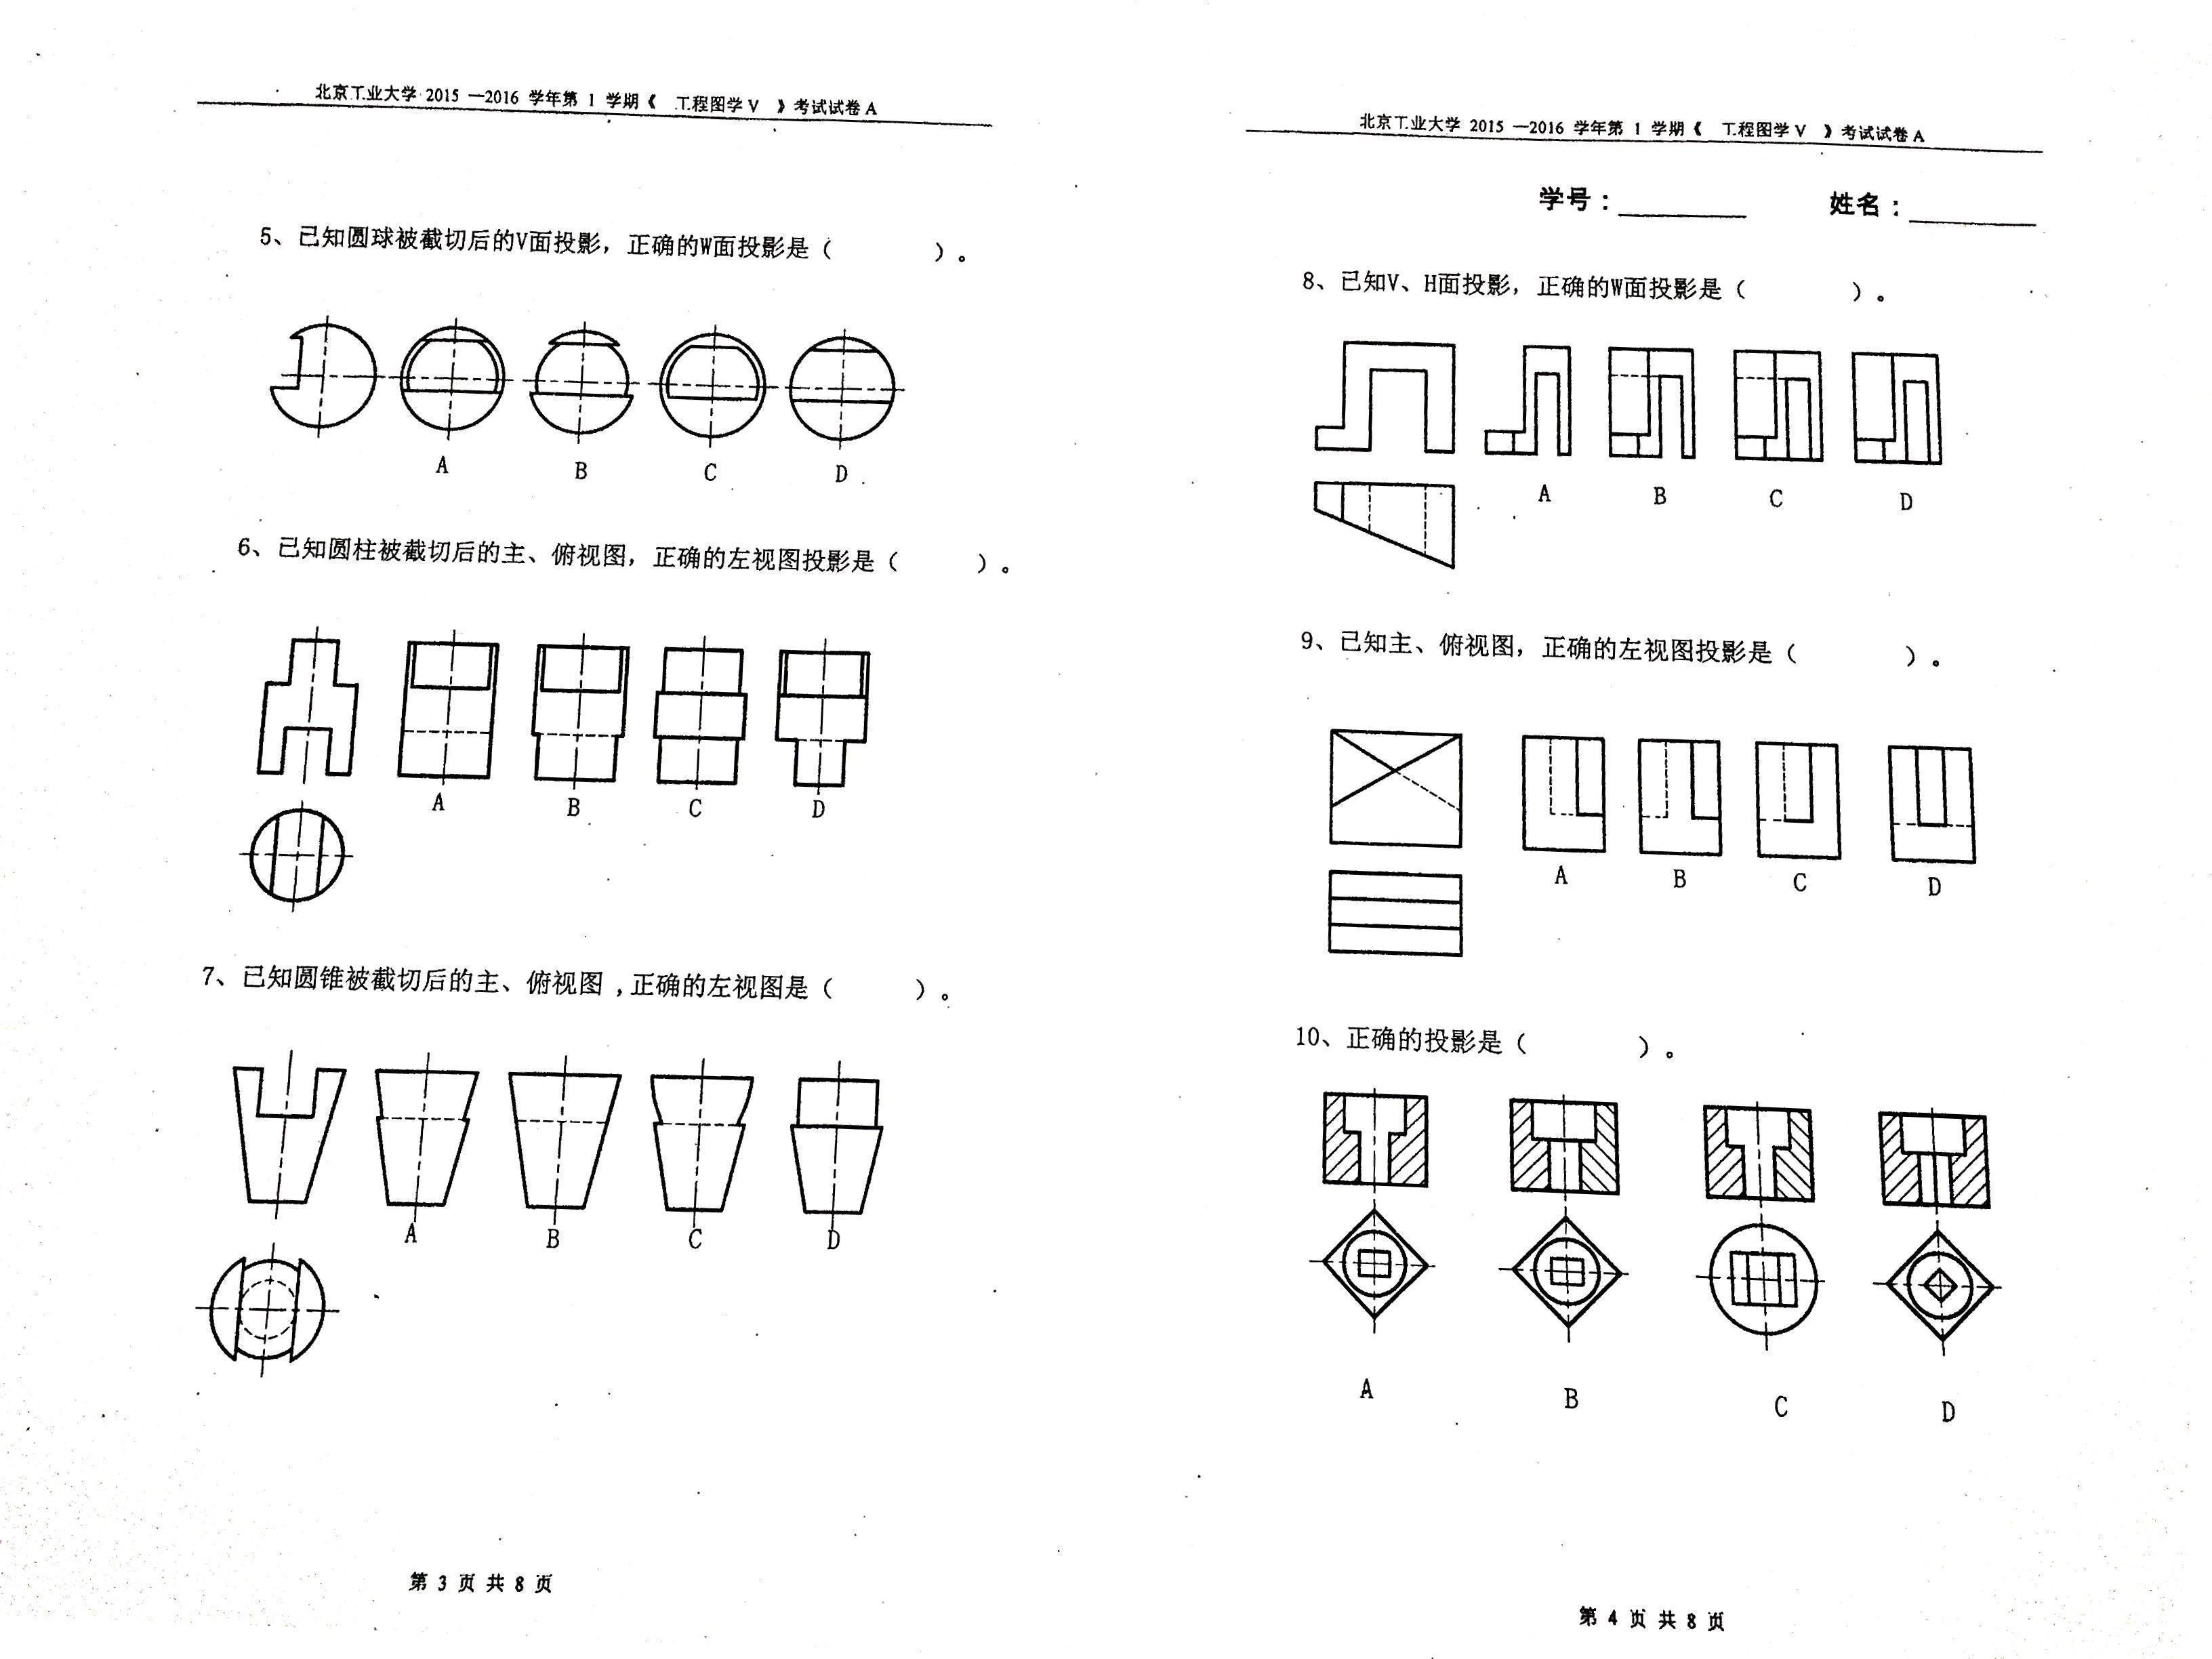 北京工业大学 2015 —2016 学年第 1 学期《 工程图学 V 》考试试卷 A
5、已知圆球被截切后的V面投影，正确的W面投影是（ ）。
A B C D
6、已知圆柱被截切后的主、俯视图，正确的左视图投影是（ ）。
A B C D
7、已知圆锥被截切后的主、俯视图，正确的左视图是（ ）。
A B C D
第 3 页 共 8 页
北京工业大学 2015 —2016 学年第 1 学期《 工程图学 V 》考试试卷 A
学号：________ 姓名：________
8、已知V、H面投影，正确的W面投影是（ ）。
A B C D
9、已知主、俯视图，正确的左视图投影是（ ）。
A B C D
10、正确的投影是（ ）。
A B C D
第 4 页 共 8 页